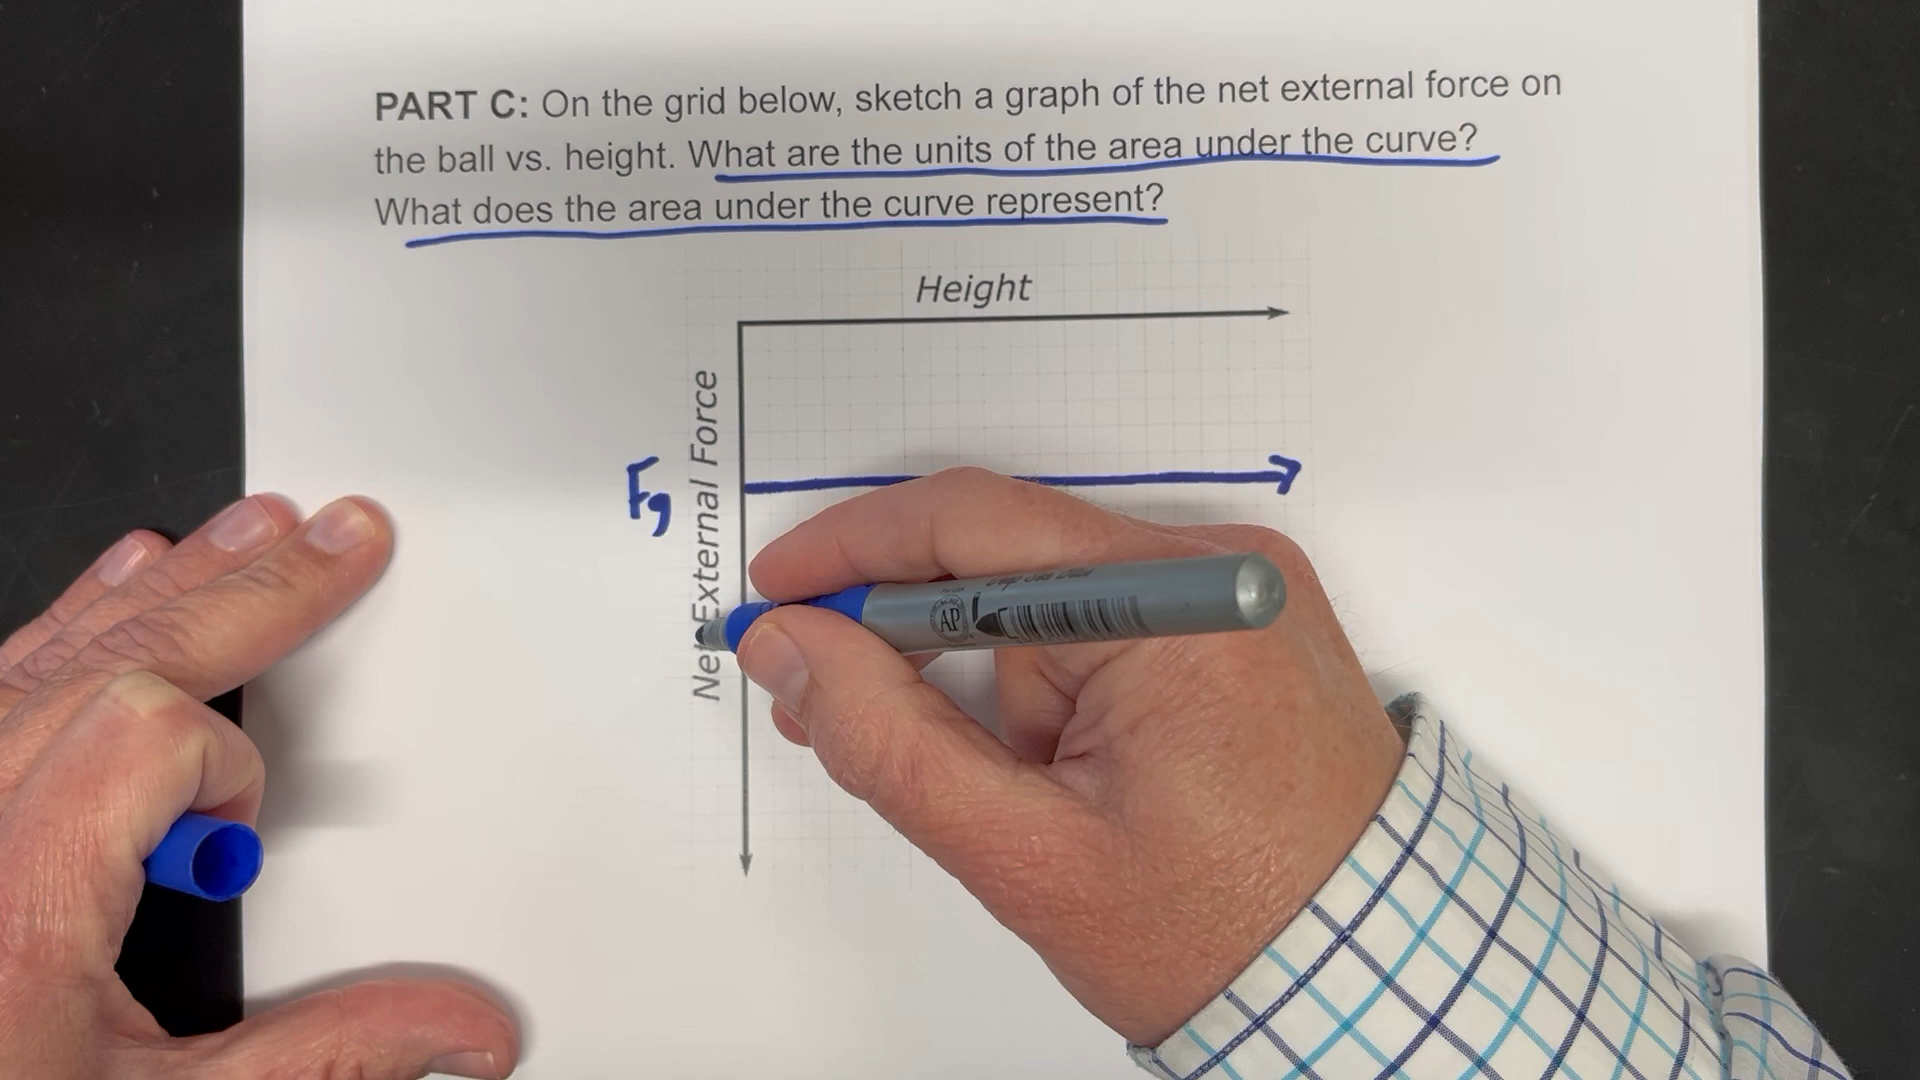 PART C: On the grid below, sketch a graph of the net external force on
the ball vs. height. What are the units of the area under the curve?
What does the area under the curve represent?
Height
Net External Force
Fg
AP